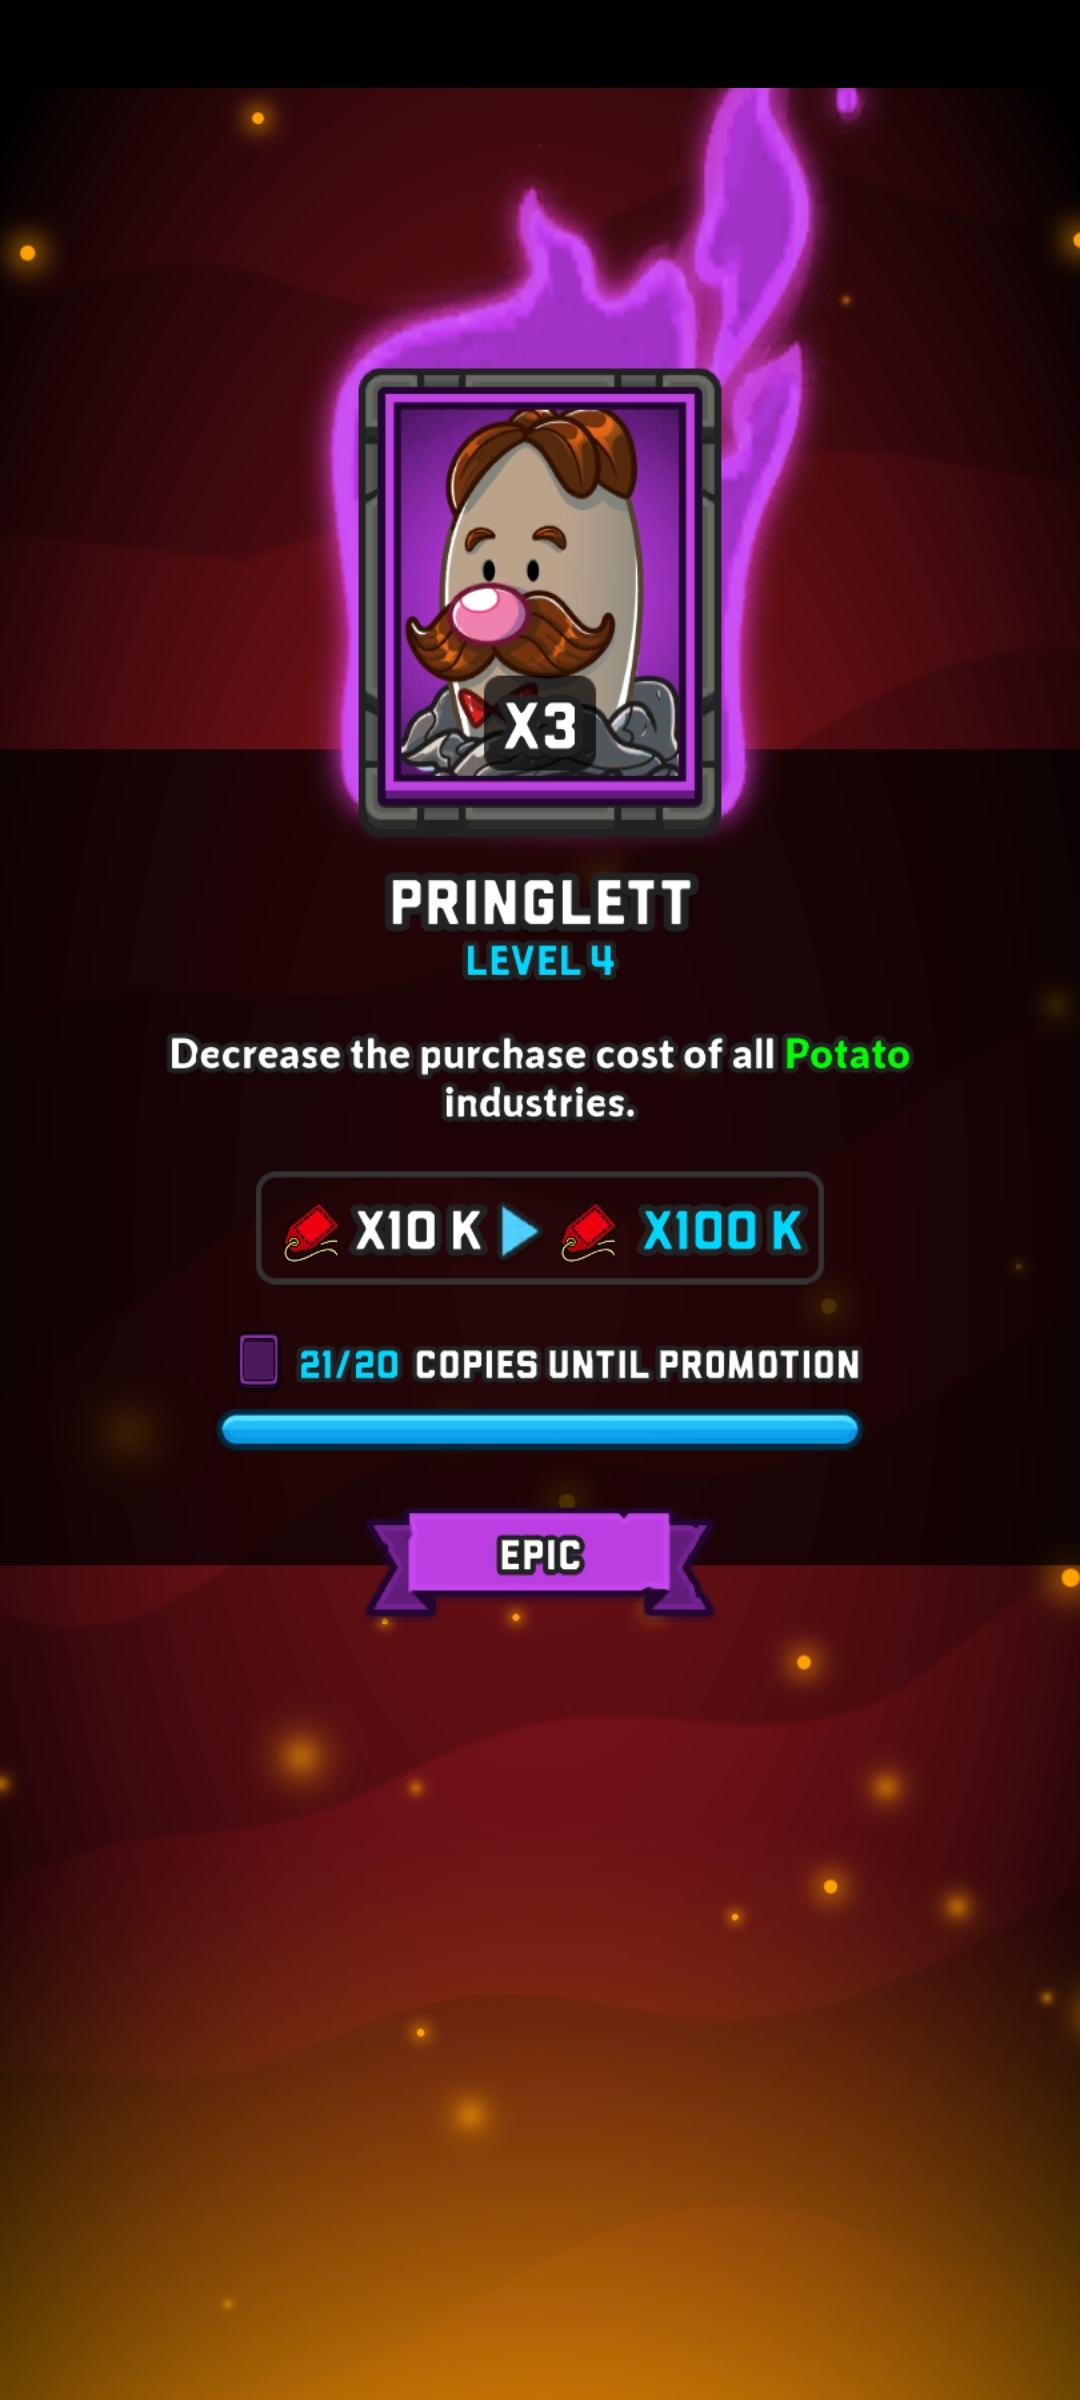 X3
PRINGLETT
LEVEL 4
Decrease the purchase cost of all Potato
industries.
X10 K X100 K
21/20 COPIES UNTIL PROMOTION
EPIC